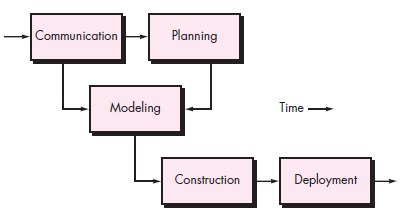 Communication
Planning
Modeling
Time
Construction
Deployment